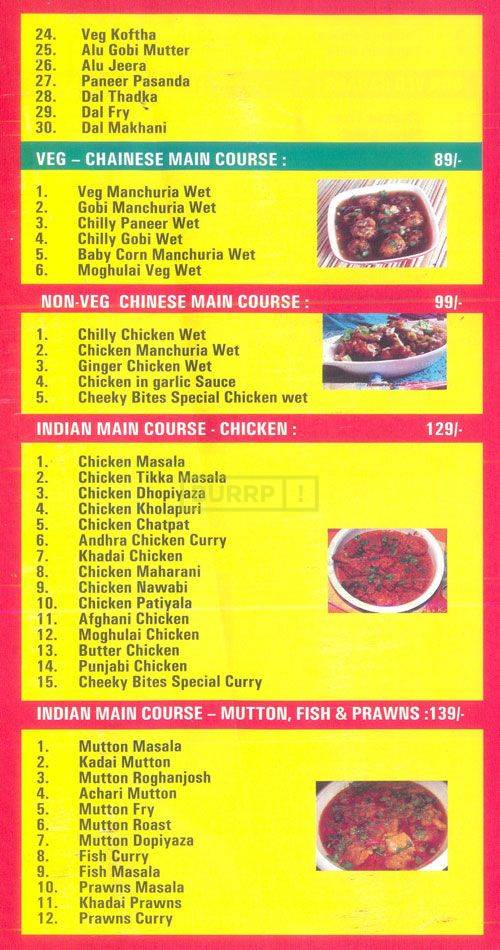 24. Veg Koftha
25. Alu Gobi Mutter
26. Alu Jeera
27. Paneer Pasanda
28. Dal Thadka
29. Dal Fry
30. Dal Makhani
VEG – CHAINESE MAIN COURSE : 89/-
1. Veg Manchuria Wet
2. Gobi Manchuria Wet
3. Chilly Paneer Wet
4. Chilly Gobi Wet
5. Baby Corn Manchuria Wet
6. Moghulai Veg Wet
NON-VEG CHINESE MAIN COURSE : 99/-
1. Chilly Chicken Wet
2. Chicken Manchuria Wet
3. Ginger Chicken Wet
4. Chicken in garlic Sauce
5. Cheeky Bites Special Chicken wet
INDIAN MAIN COURSE - CHICKEN : 129/-
1. Chicken Masala
2. Chicken Tikka Masala
3. Chicken Dhopiyaza
BURRP!
4. Chicken Kholapuri
5. Chicken Chatpat
6. Andhra Chicken Curry
7. Khadai Chicken
8. Chicken Maharani
9. Chicken Nawabi
10. Chicken Patiyala
11. Afghani Chicken
12. Moghulai Chicken
13. Butter Chicken
14. Punjabi Chicken
15. Cheeky Bites Special Curry
INDIAN MAIN COURSE – MUTTON, FISH & PRAWNS :139/-
1. Mutton Masala
2. Kadai Mutton
3. Mutton Roghanjosh
4. Achari Mutton
5. Mutton Fry
6. Mutton Roast
7. Mutton Dopiyaza
8. Fish Curry
9. Fish Masala
10. Prawns Masala
11. Khadai Prawns
12. Prawns Curry